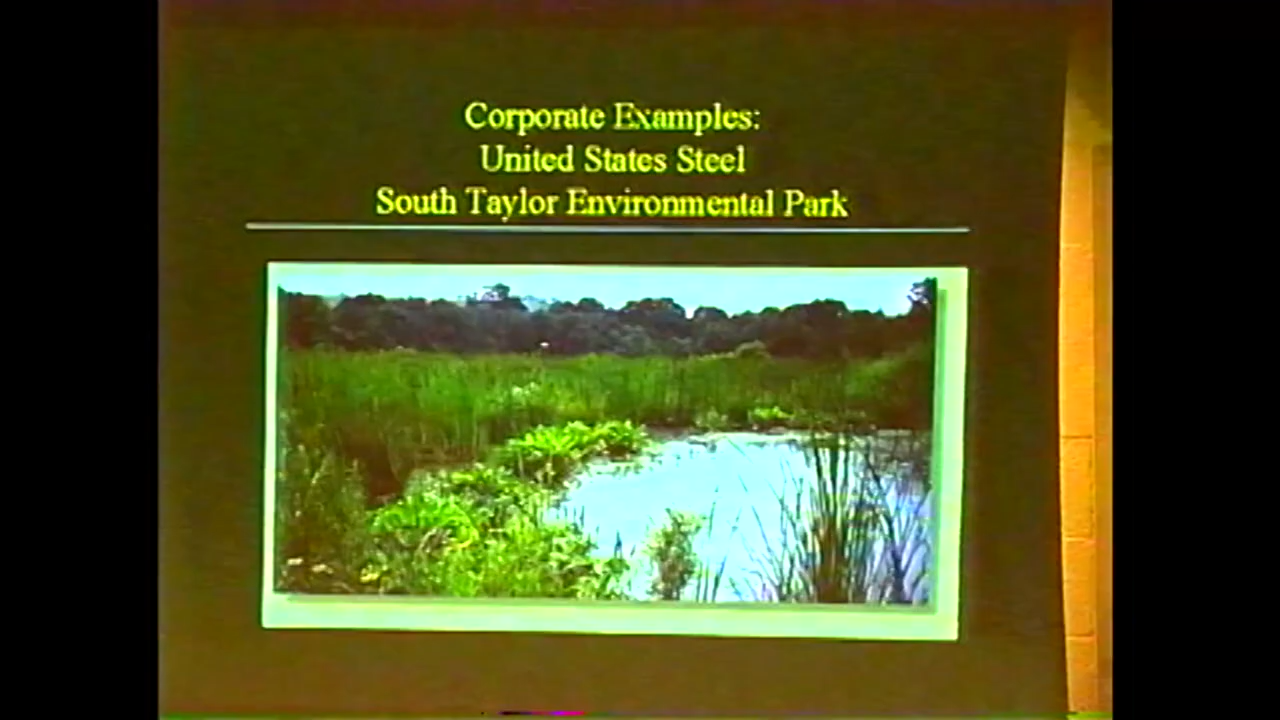 Corporate Examples:
United States Steel
South Taylor Environmental Park